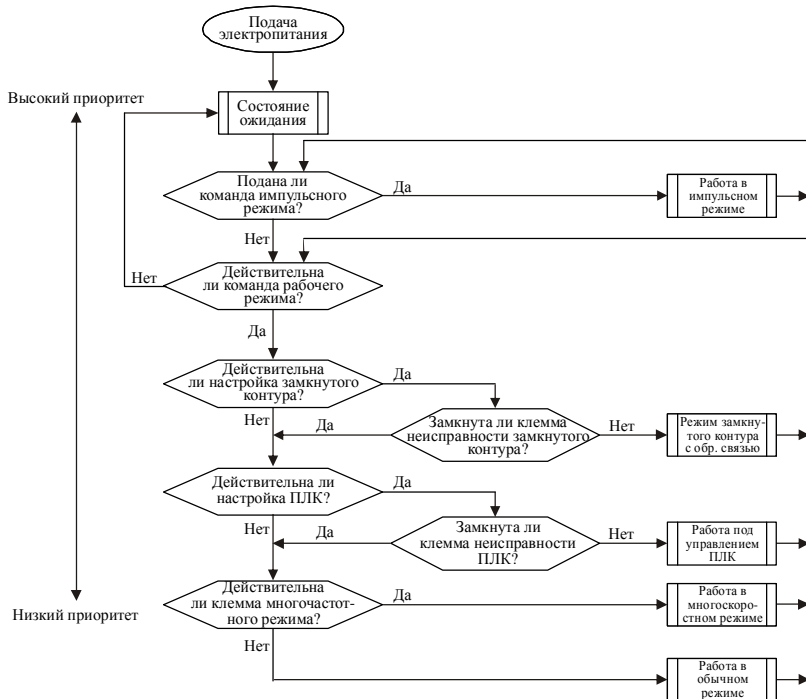 Подача
электропитания
Высокий приоритет
Состояние
ожидания
Подана ли
команда импульсного
режима?
Да
Работа в
импульсном
режиме
Нет
Действительна
ли команда рабочего
режима?
Нет
Да
Действительна
ли настройка замкнутого
контура?
Да
Нет
Да
Замкнута ли клемма
неисправности замкнутого
контура?
Нет
Режим замкну-
того контура
с обр. связью
Действительна ли
настройка ПЛК?
Да
Нет
Да
Замкнута ли
клемма неисправности
ПЛК?
Нет
Работа под
управлением
ПЛК
Действительна
ли клемма многочастот-
ного режима?
Да
Работа в
многоскоро-
стном режиме
Низкий приоритет
Нет
Работа в
обычном
режиме